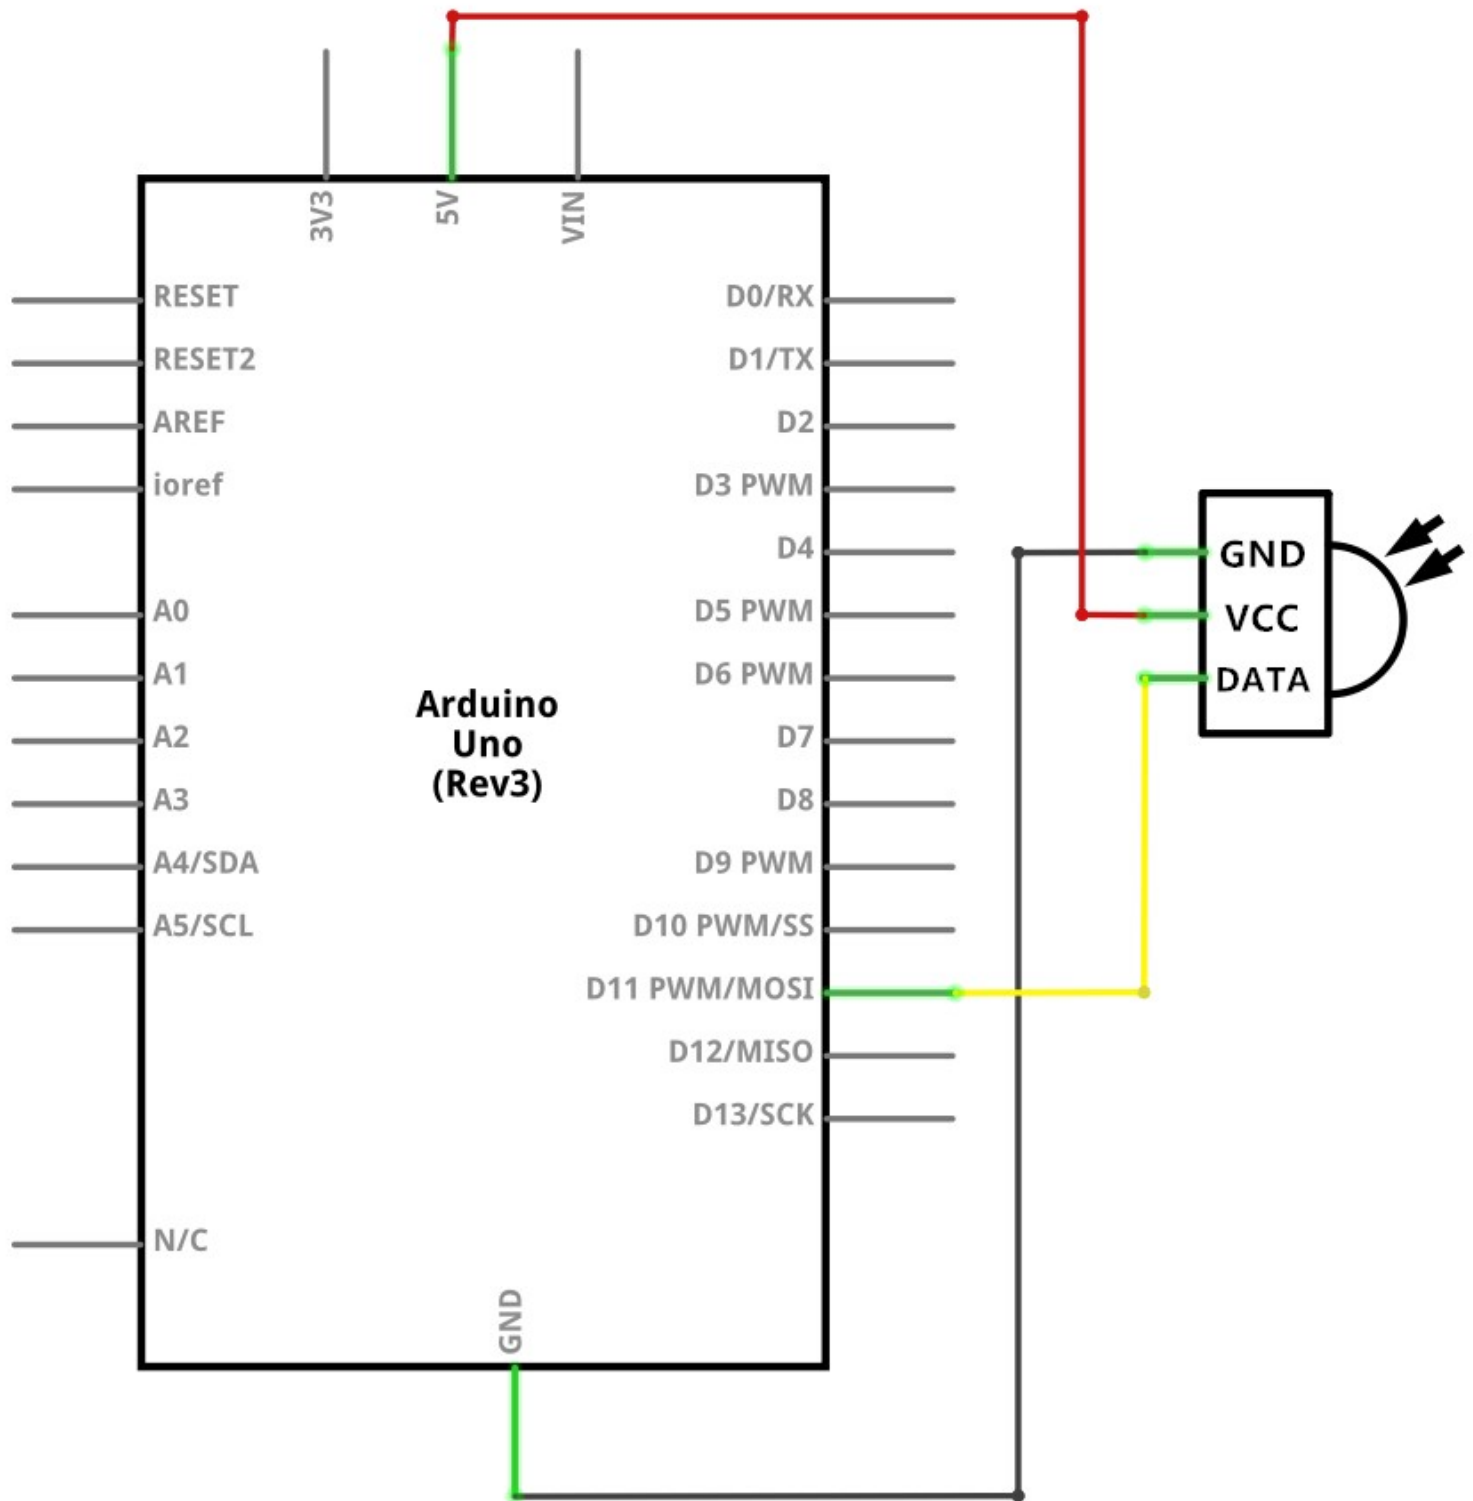 3V3
5V
VIN
RESET
RESET2
AREF
ioref
A0
A1
A2
A3
A4/SDA
A5/SCL
N/C
Arduino
Uno
(Rev3)
D0/RX
D1/TX
D2
D3 PWM
D4
D5 PWM
D6 PWM
D7
D8
D9 PWM
D10 PWM/SS
D11 PWM/MOSI
D12/MISO
D13/SCK
GND
GND
VCC
DATA